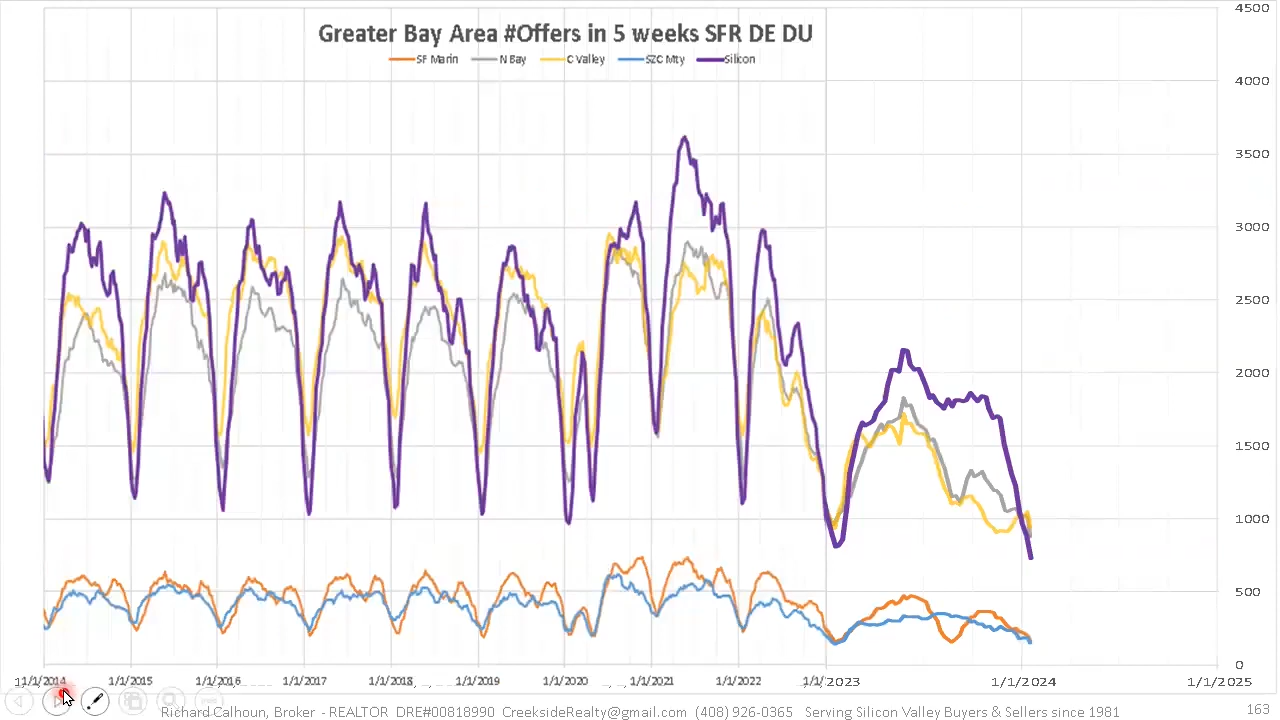 Greater Bay Area #Offers in 5 weeks SFR DE DU
SF Marin N Bay C Valley SZC Mty Silicon
4500
4000
3500
3000
2500
2000
1500
1000
500
0
1/1/2014 1/1/2015 1/1/2016 1/1/2017 1/1/2018 1/1/2019 1/1/2020 1/1/2021 1/1/2022 1/1/2023 1/1/2024 1/1/2025
Richard Calhoun, Broker - REALTOR DRE#00818990 CreeksideRealty@gmail.com (408) 926-0365 Serving Silicon Valley Buyers & Sellers since 1981 163